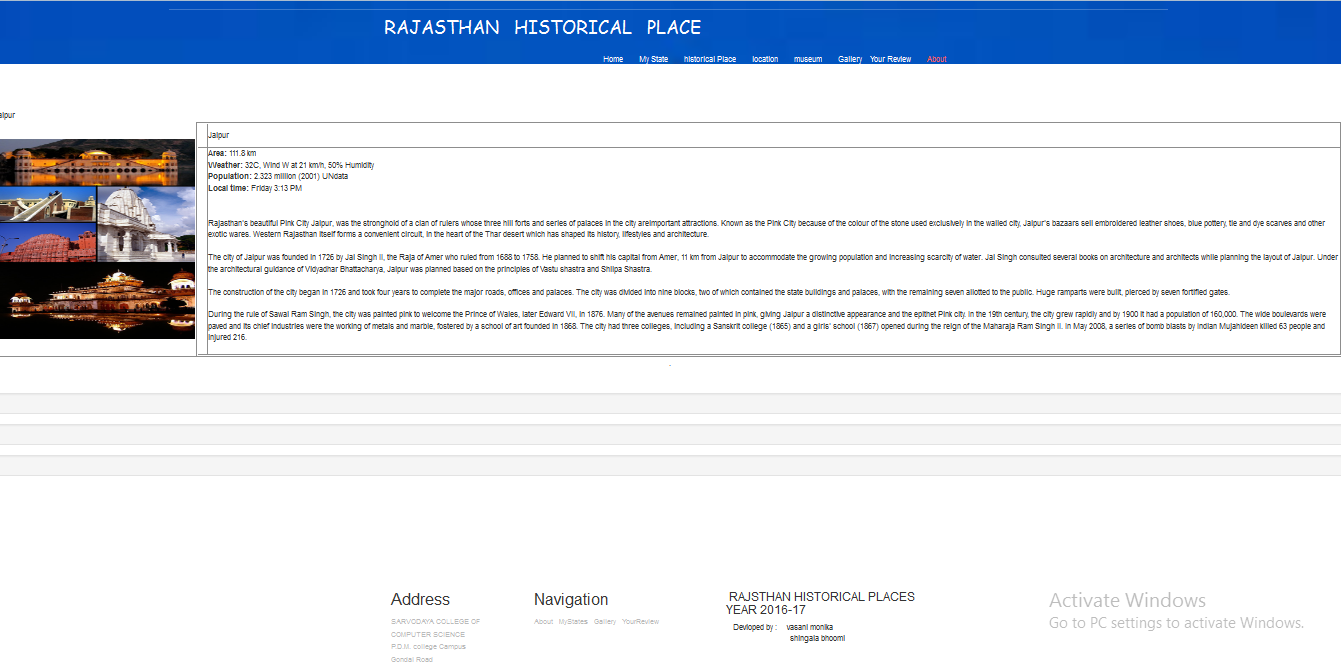 RAJASTHAN HISTORICAL PLACE
Home My State historical Place location museum Gallery Your Review About
aipur
Jaipur
Area: 111.8 km
Weather: 32C, Wind W at 21 km/h, 50% Humidity
Population: 2.323 million (2001) UNdata
Local time: Friday 3:13 PM
Rajasthan's beautiful Pink City Jaipur, was the stronghold of a clan of rulers whose three hill forts and series of palaces in the city areimportant attractions. Known as the Pink City because of the colour of the stone used exclusively in the walled city, Jaipur's bazaars sell embroidered leather shoes, blue pottery, tie and dye scarves and other
exotic wares. Western Rajasthan itself forms a convenient circuit, in the heart of the Thar desert which has shaped its history, lifestyles and architecture.
The city of Jaipur was founded in 1726 by Jai Singh II, the Raja of Amer who ruled from 1688 to 1758. He planned to shift his capital from Amer, 11 km from Jaipur to accommodate the growing population and increasing scarcity of water. Jai Singh consulted several books on architecture and architects while planning the layout of Jaipur. Under
the architectural guidance of Vidyadhar Bhattacharya, Jaipur was planned based on the principles of Vastu shastra and Shilpa Shastra.
The construction of the city began in 1726 and took four years to complete the major roads, offices and palaces. The city was divided into nine blocks, two of which contained the state buildings and palaces, with the remaining seven allotted to the public. Huge ramparts were built, pierced by seven fortified gates.
During the rule of Sawai Ram Singh, the city was painted pink to welcome the Prince of Wales, later Edward VII, in 1876. Many of the avenues remained painted in pink, giving Jaipur a distinctive appearance and the epithet Pink city. In the 19th century, the city grew rapidly and by 1900 it had a population of 160,000. The wide boulevards were
paved and its chief industries were the working of metals and marble, fostered by a school of art founded in 1868. The city had three colleges, including a Sanskrit college (1865) and a girls' school (1867) opened during the reign of the Maharaja Ram Singh II. In May 2008, a series of bomb blasts by Indian Mujahideen killed 63 people and
injured 216.
Address
SARVODAYA COLLEGE OF
COMPUTER SCIENCE
P.D.M. college Campus
Gondal Road
Navigation
About MyStates Gallery YourReview
RAJSTHAN HISTORICAL PLACES
YEAR 2016-17
Devloped by : vasani monika
shingala bhoomi
Activate Windows
Go to PC settings to activate Windows.